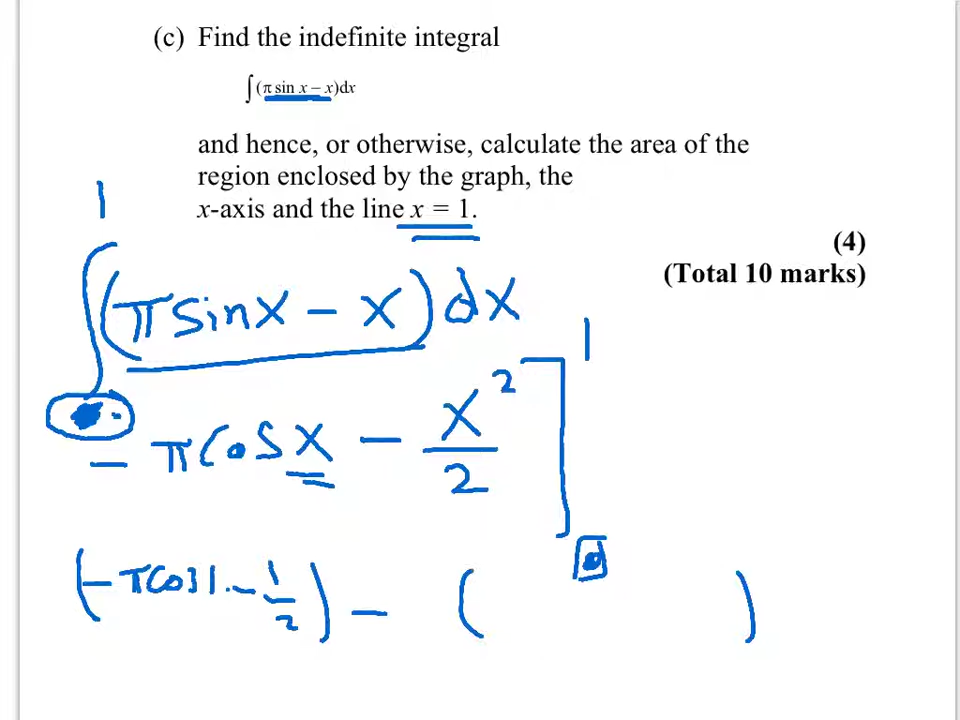 (c) Find the indefinite integral
∫(π sin x – x)dx
and hence, or otherwise, calculate the area of the
region enclosed by the graph, the
x-axis and the line x = 1.
(4)
(Total 10 marks)
1
∫(π sin x − x) dx
− π cos x − x²/2 ]
1
(−π cos 1 − 1/2) − ( )